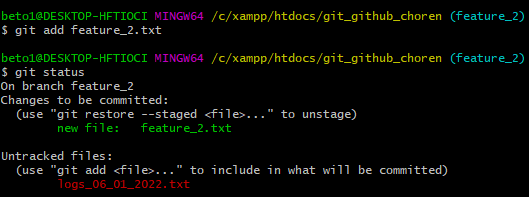 beto1@DESKTOP-HFTIOCI MINGW64 /c/xampp/htdocs/git_github_choren (feature_2)
$ git add feature_2.txt

beto1@DESKTOP-HFTIOCI MINGW64 /c/xampp/htdocs/git_github_choren (feature_2)
$ git status
On branch feature_2
Changes to be committed:
  (use "git restore --staged <file>..." to unstage)
        new file:   feature_2.txt

Untracked files:
  (use "git add <file>..." to include in what will be committed)
        logs_06_01_2022.txt